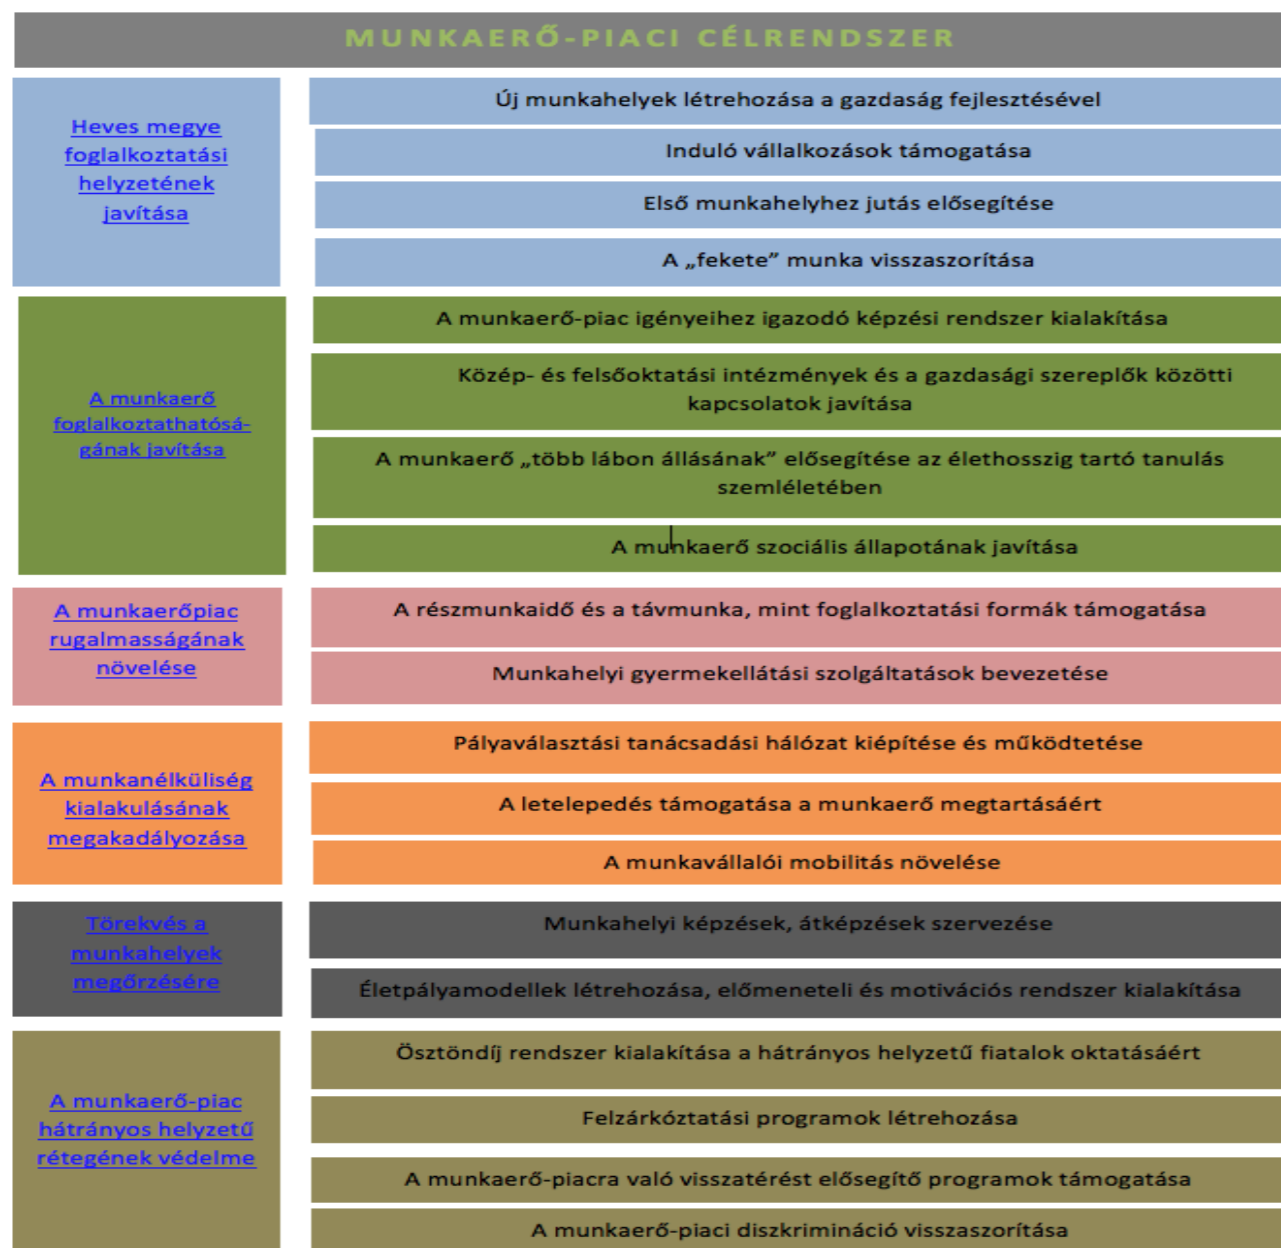 MUNKAERŐ-PIACI CÉLRENDSZER
Heves megye
foglalkoztatási
helyzetének
javítása
Új munkahelyek létrehozása a gazdaság fejlesztésével
Induló vállalkozások támogatása
Első munkahelyhez jutás elősegítése
A „fekete” munka visszaszorítása
A munkaerő
foglalkoztathatósá-
gának javítása
A munkaerő-piac igényeihez igazodó képzési rendszer kialakítása
Közép- és felsőoktatási intézmények és a gazdasági szereplők közötti
kapcsolatok javítása
A munkaerő „több lábon állásának” elősegítése az élethosszig tartó tanulás
szemléletében
A munkaerő szociális állapotának javítása
A munkaerőpiac
rugalmasságának
növelése
A részmunkaidő és a távmunka, mint foglalkoztatási formák támogatása
Munkahelyi gyermekellátási szolgáltatások bevezetése
A munkanélküliség
kialakulásának
megakadályozása
Pályaválasztási tanácsadási hálózat kiépítése és működtetése
A letelepedés támogatása a munkaerő megtartásáért
A munkavállalói mobilitás növelése
Törekvés a
munkahelyek
megőrzésére
Munkahelyi képzések, átképzések szervezése
Életpályamodellek létrehozása, előmeneteli és motivációs rendszer kialakítása
A munkaerő-piac
hátrányos helyzetű
rétegének védelme
Ösztöndíj rendszer kialakítása a hátrányos helyzetű fiatalok oktatásáért
Felzárkóztatási programok létrehozása
A munkaerő-piacra való visszatérést elősegítő programok támogatása
A munkaerő-piaci diszkrimináció visszaszorítása